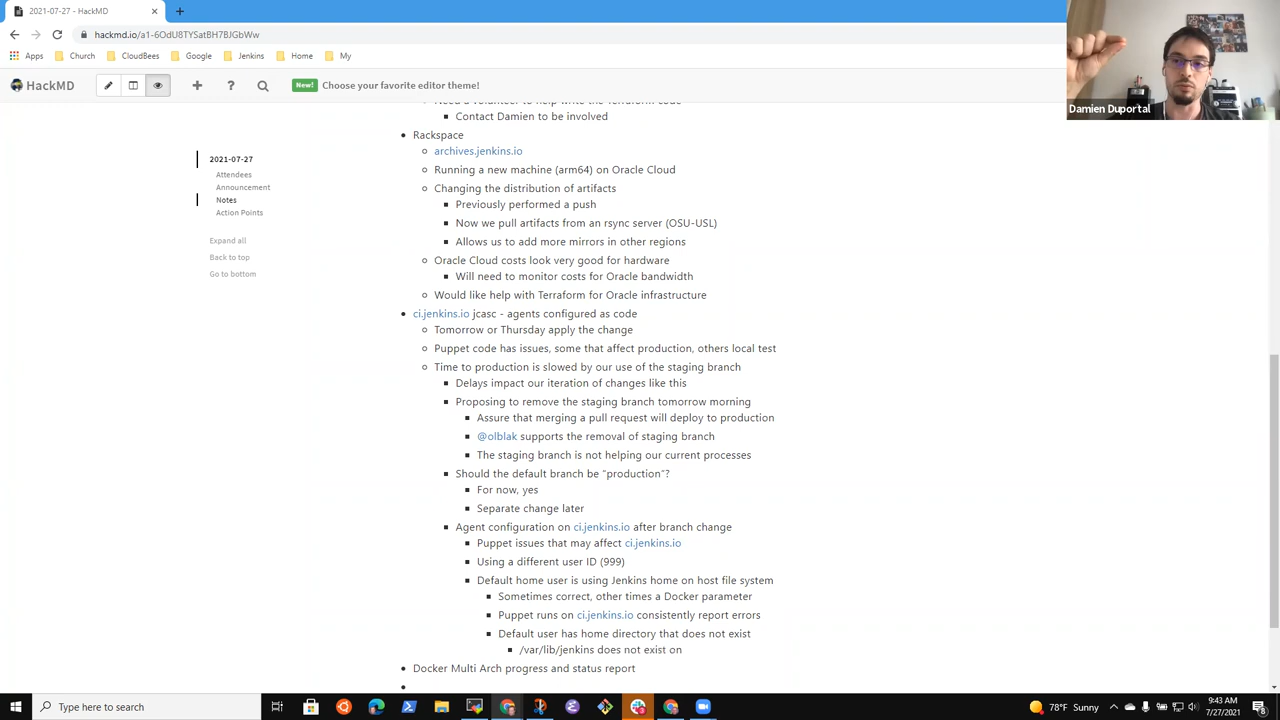 2021-07-27 - HackMD
hackmd.io/a1-6OdU8TYSatBH7BJGbWw
Apps Church CloudBees Google Jenkins Home My
HackMD New! Choose your favorite editor theme!
2021-07-27
Attendees
Announcement
Notes
Action Points
Expand all
Back to top
Go to bottom
Need a volunteer to help write the Terraform code
Contact Damien to be involved
Rackspace
archives.jenkins.io
Running a new machine (arm64) on Oracle Cloud
Changing the distribution of artifacts
Previously performed a push
Now we pull artifacts from an rsync server (OSU-USL)
Allows us to add more mirrors in other regions
Oracle Cloud costs look very good for hardware
Will need to monitor costs for Oracle bandwidth
Would like help with Terraform for Oracle infrastructure
ci.jenkins.io jcasc - agents configured as code
Tomorrow or Thursday apply the change
Puppet code has issues, some that affect production, others local test
Time to production is slowed by our use of the staging branch
Delays impact our iteration of changes like this
Proposing to remove the staging branch tomorrow morning
Assure that merging a pull request will deploy to production
@olblak supports the removal of staging branch
The staging branch is not helping our current processes
Should the default branch be "production"?
For now, yes
Separate change later
Agent configuration on ci.jenkins.io after branch change
Puppet issues that may affect ci.jenkins.io
Using a different user ID (999)
Default home user is using Jenkins home on host file system
Sometimes correct, other times a Docker parameter
Puppet runs on ci.jenkins.io consistently report errors
Default user has home directory that does not exist
/var/lib/jenkins does not exist on
Docker Multi Arch progress and status report
Damien Duportal
Type here to search
78°F Sunny
9:43 AM
7/27/2021